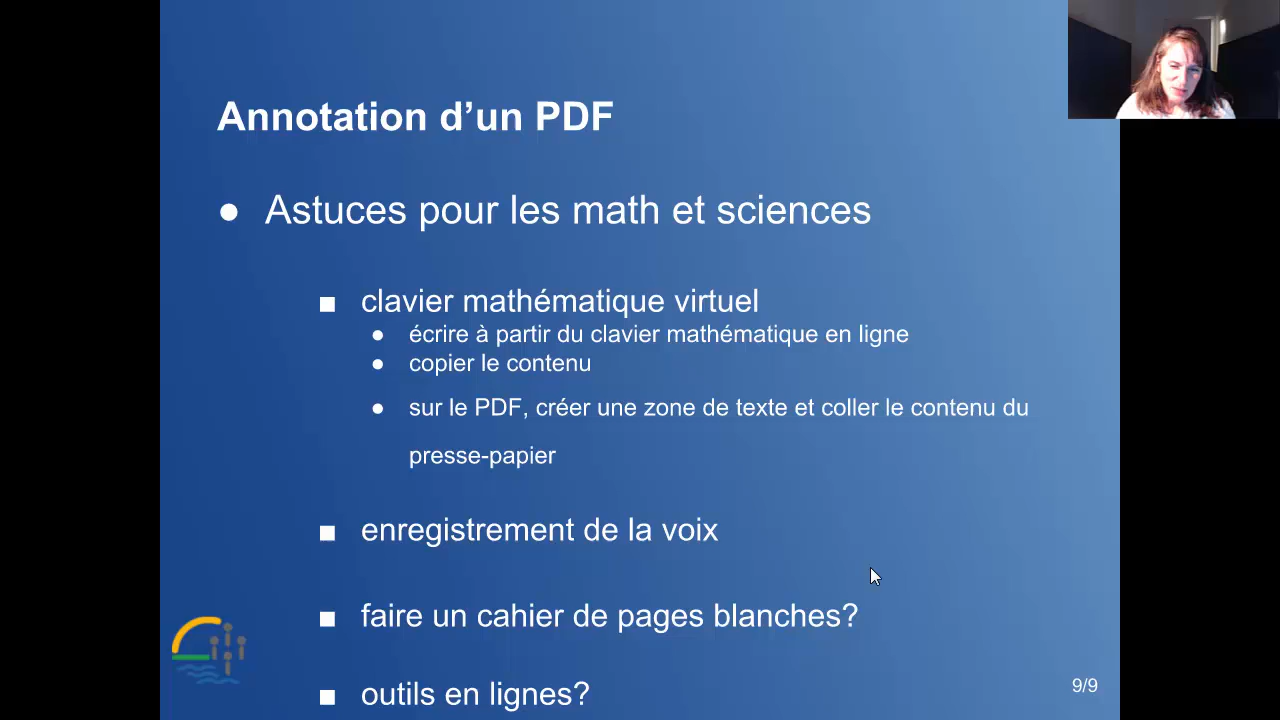 Annotation d’un PDF
● Astuces pour les math et sciences
■ clavier mathématique virtuel
● écrire à partir du clavier mathématique en ligne
● copier le contenu
● sur le PDF, créer une zone de texte et coller le contenu du
presse-papier
■ enregistrement de la voix
■ faire un cahier de pages blanches?
■ outils en lignes?
9/9